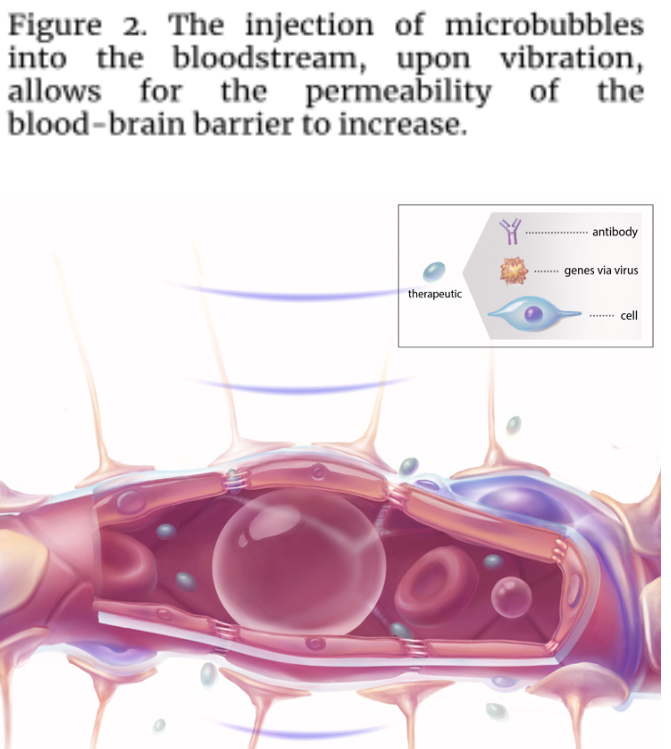 Figure 2. The injection of microbubbles
into the bloodstream, upon vibration,
allows for the permeability of the
blood-brain barrier to increase.
antibody
genes via virus
therapeutic
cell